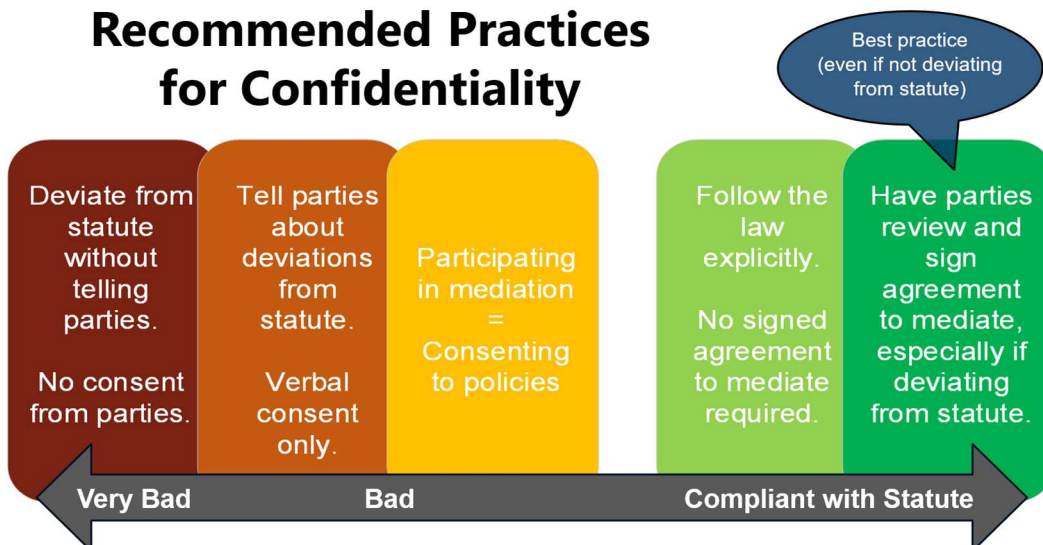 Recommended Practices
for Confidentiality
Best practice
(even if not deviating
from statute)
Deviate from
statute
without
telling
parties.
No consent
from parties.
Tell parties
about
deviations
from
statute.
Verbal
consent
only.
Participating
in mediation
=
Consenting
to policies
Follow the
law
explicitly.
No signed
agreement
to mediate
required.
Have parties
review and
sign
agreement
to mediate,
especially if
deviating
from statute.
Very Bad
Bad
Compliant with Statute